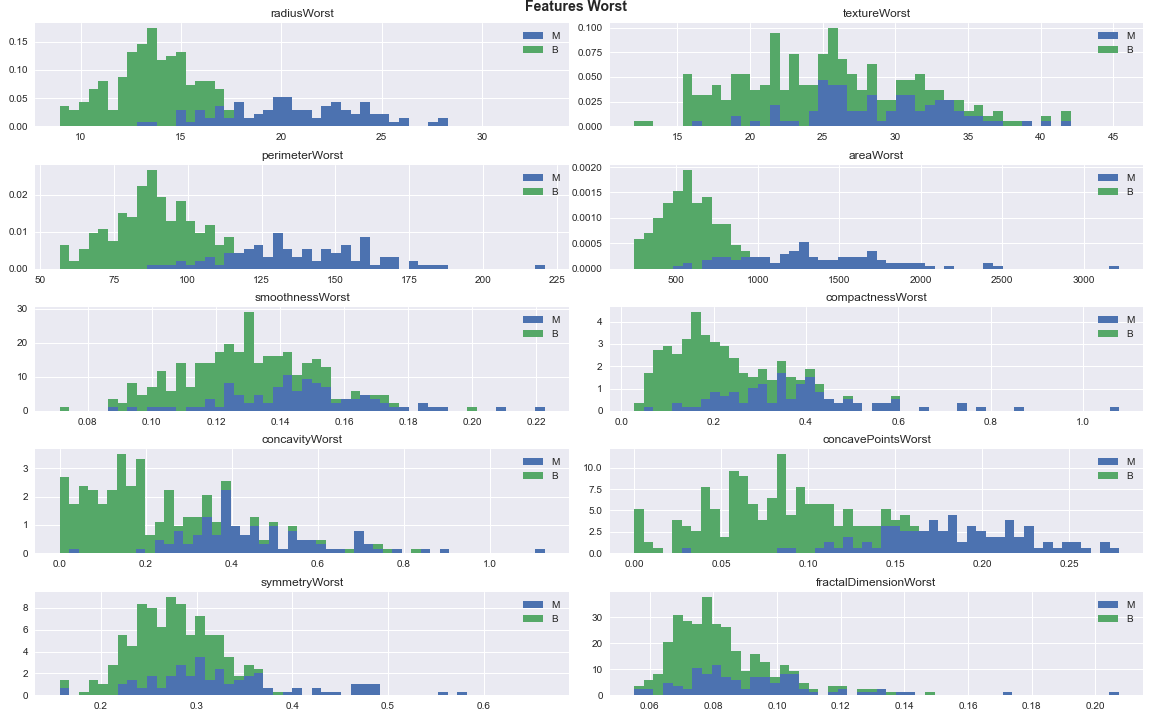 Features Worst
radiusWorst
0.15
0.10
0.05
0.00
10 15 20 25 30
M
B
textureWorst
0.100
0.075
0.050
0.025
0.000
15 20 25 30 35 40 45
M
B
perimeterWorst
0.02
0.01
0.00
50 75 100 125 150 175 200 225
M
B
areaWorst
0.0020
0.0015
0.0010
0.0005
0.0000
500 1000 1500 2000 2500 3000
M
B
smoothnessWorst
30
20
10
0
0.08 0.10 0.12 0.14 0.16 0.18 0.20 0.22
M
B
compactnessWorst
4
3
2
1
0
0.0 0.2 0.4 0.6 0.8 1.0
M
B
concavityWorst
3
2
1
0
0.0 0.2 0.4 0.6 0.8 1.0
M
B
concavePointsWorst
10.0
7.5
5.0
2.5
0.0
0.00 0.05 0.10 0.15 0.20 0.25
M
B
symmetryWorst
8
6
4
2
0
0.2 0.3 0.4 0.5 0.6
M
B
fractalDimensionWorst
30
20
10
0
0.06 0.08 0.10 0.12 0.14 0.16 0.18 0.20
M
B